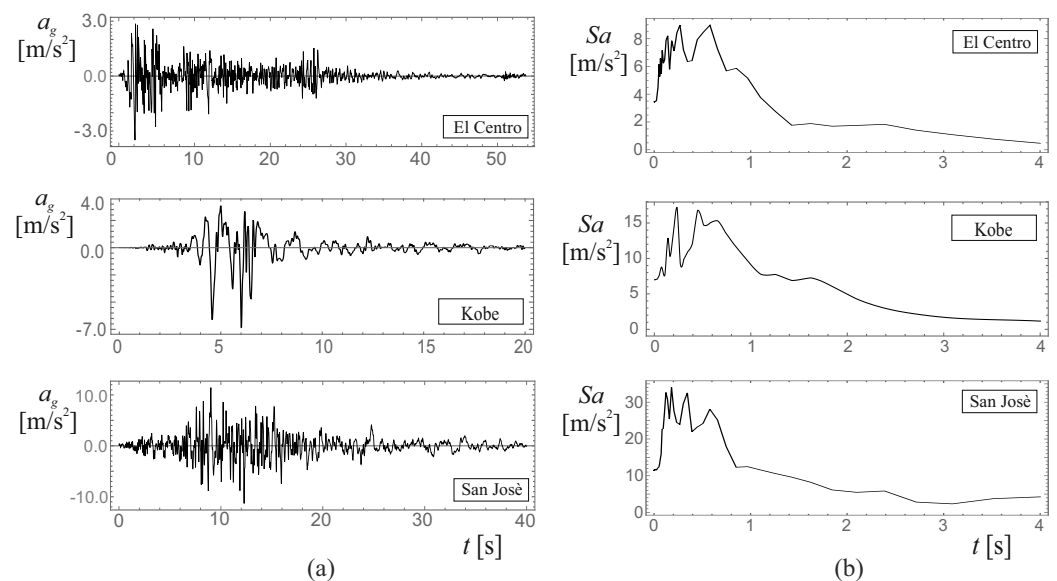 a_g
[m/s²]
3.0
0.0
-3.0
El Centro
0 10 20 30 40 50
a_g
[m/s²]
4.0
0.0
-7.0
Kobe
0 5 10 15 20
a_g
[m/s²]
10.0
0.0
-10.0
San Josè
0 10 20 30 40
t [s]
(a)
Sa
[m/s²]
8
6
4
2
0
El Centro
0 1 2 3 4
Sa
[m/s²]
15
10
5
0
Kobe
0 1 2 3 4
Sa
[m/s²]
30
20
10
0
San Josè
0 1 2 3 4
t [s]
(b)